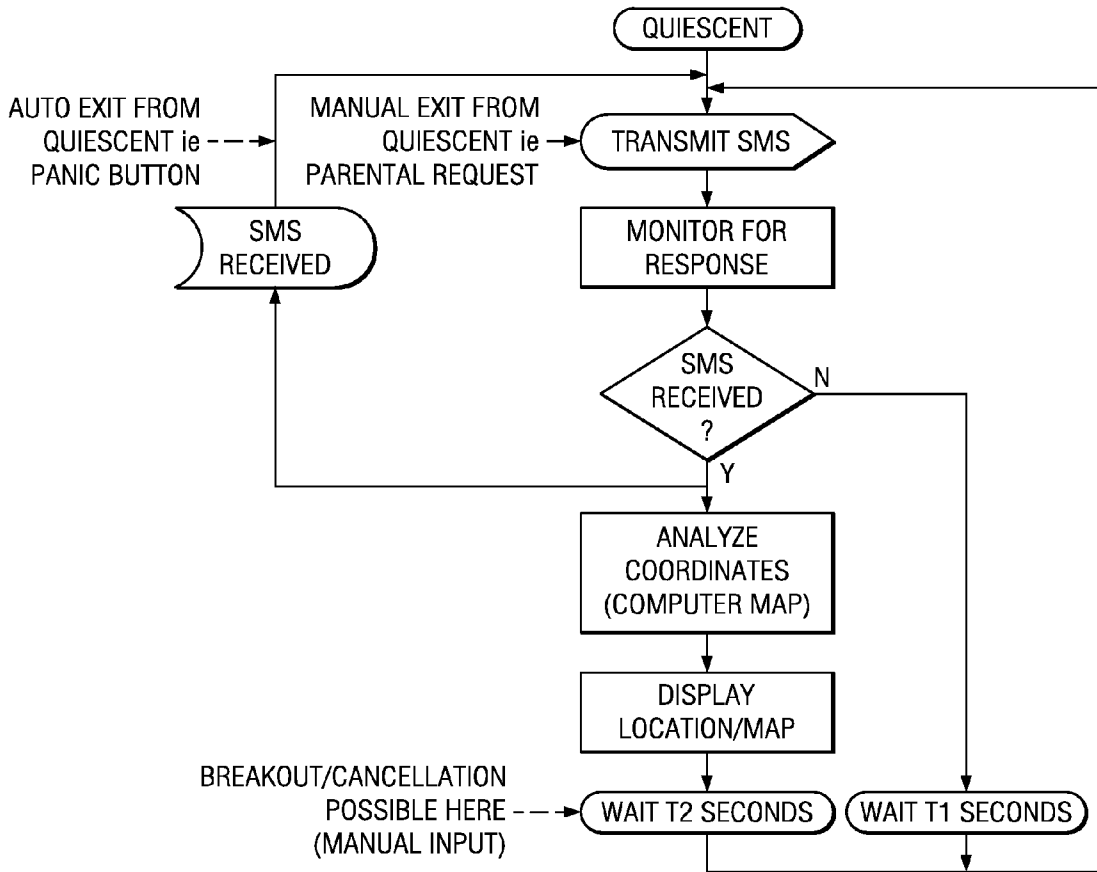 QUIESCENT
AUTO EXIT FROM
QUIESCENT ie
PANIC BUTTON
MANUAL EXIT FROM
QUIESCENT ie
PARENTAL REQUEST
TRANSMIT SMS
SMS
RECEIVED
MONITOR FOR
RESPONSE
SMS
RECEIVED
?
N
Y
ANALYZE
COORDINATES
(COMPUTER MAP)
DISPLAY
LOCATION/MAP
BREAKOUT/CANCELLATION
POSSIBLE HERE
(MANUAL INPUT)
WAIT T2 SECONDS
WAIT T1 SECONDS